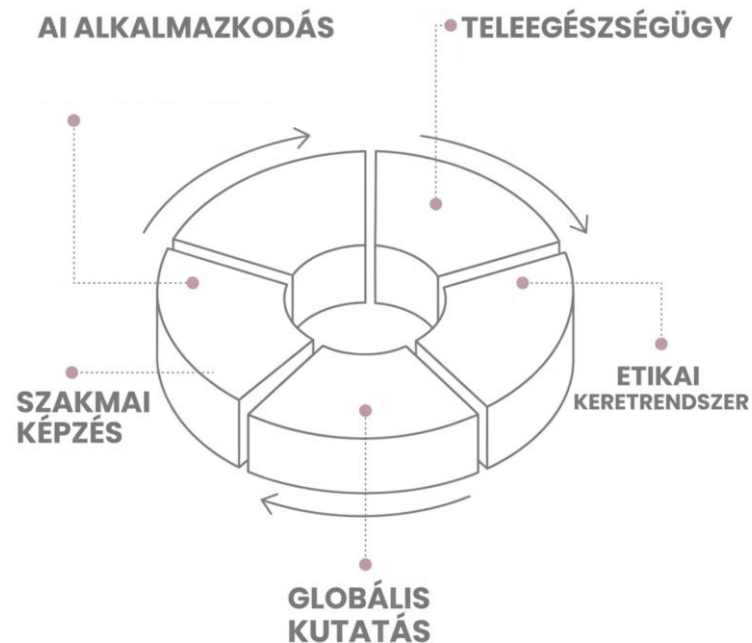 AI ALKALMAZKODÁS
TELEEGÉSZSÉGÜGY
ETIKAI
KERETRENDSZER
SZAKMAI
KÉPZÉS
GLOBÁLIS
KUTATÁS